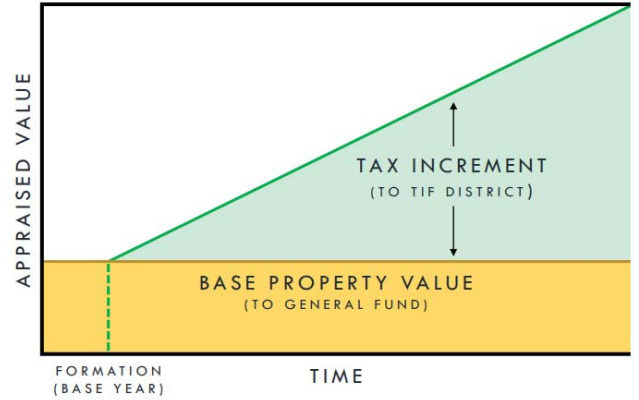 APPRAISED VALUE
TAX INCREMENT
(TO TIF DISTRICT)
BASE PROPERTY VALUE
(TO GENERAL FUND)
FORMATION
(BASE YEAR)
TIME